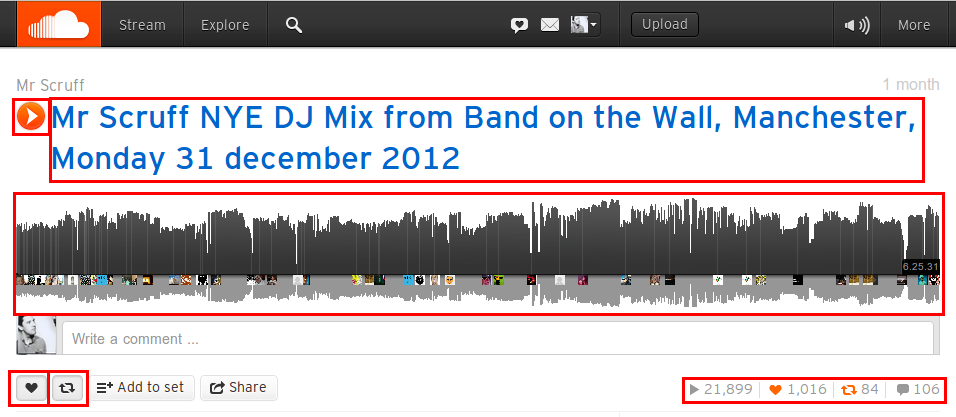 Stream Explore Upload More
Mr Scruff 1 month
Mr Scruff NYE DJ Mix from Band on the Wall, Manchester,
Monday 31 december 2012
6.25.31
Write a comment ...
Add to set Share 21,899 1,016 84 106